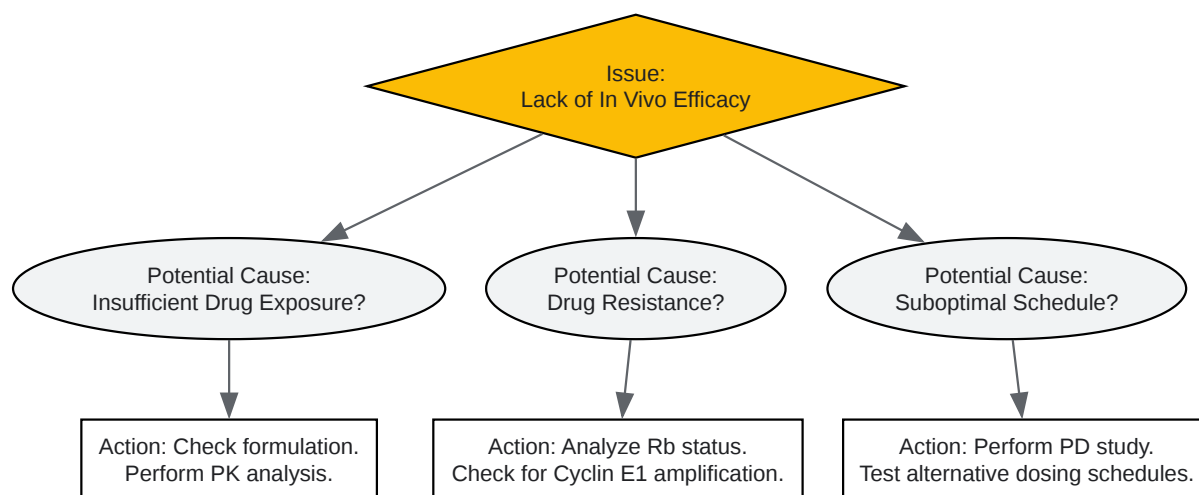 Issue:
Lack of In Vivo Efficacy
Potential Cause:
Insufficient Drug Exposure?
Potential Cause:
Drug Resistance?
Potential Cause:
Suboptimal Schedule?
Action: Check formulation.
Perform PK analysis.
Action: Analyze Rb status.
Check for Cyclin E1 amplification.
Action: Perform PD study.
Test alternative dosing schedules.